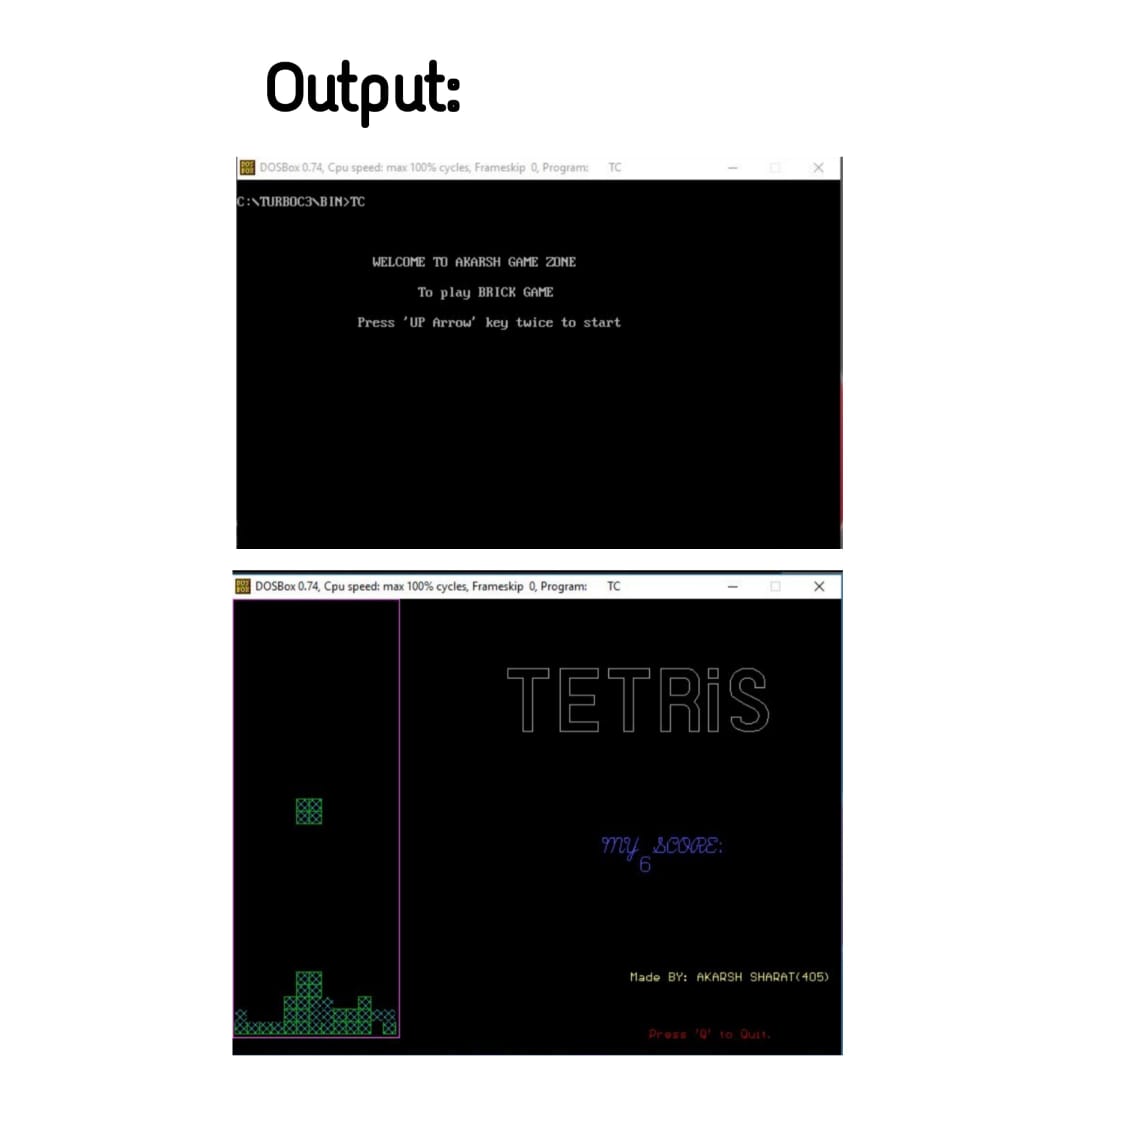 Output:
DOSBox 0.74, Cpu speed: max 100% cycles, Frameskip 0, Program: TC
C:\TURBOC3\BIN>TC
WELCOME TO AKARSH GAME ZONE
To play BRICK GAME
Press 'UP Arrow' key twice to start
DOSBox 0.74, Cpu speed: max 100% cycles, Frameskip 0, Program: TC
TETRiS
MY SCORE:
6
Made BY: AKARSH SHARAT(405)
Press 'Q' to Quit.